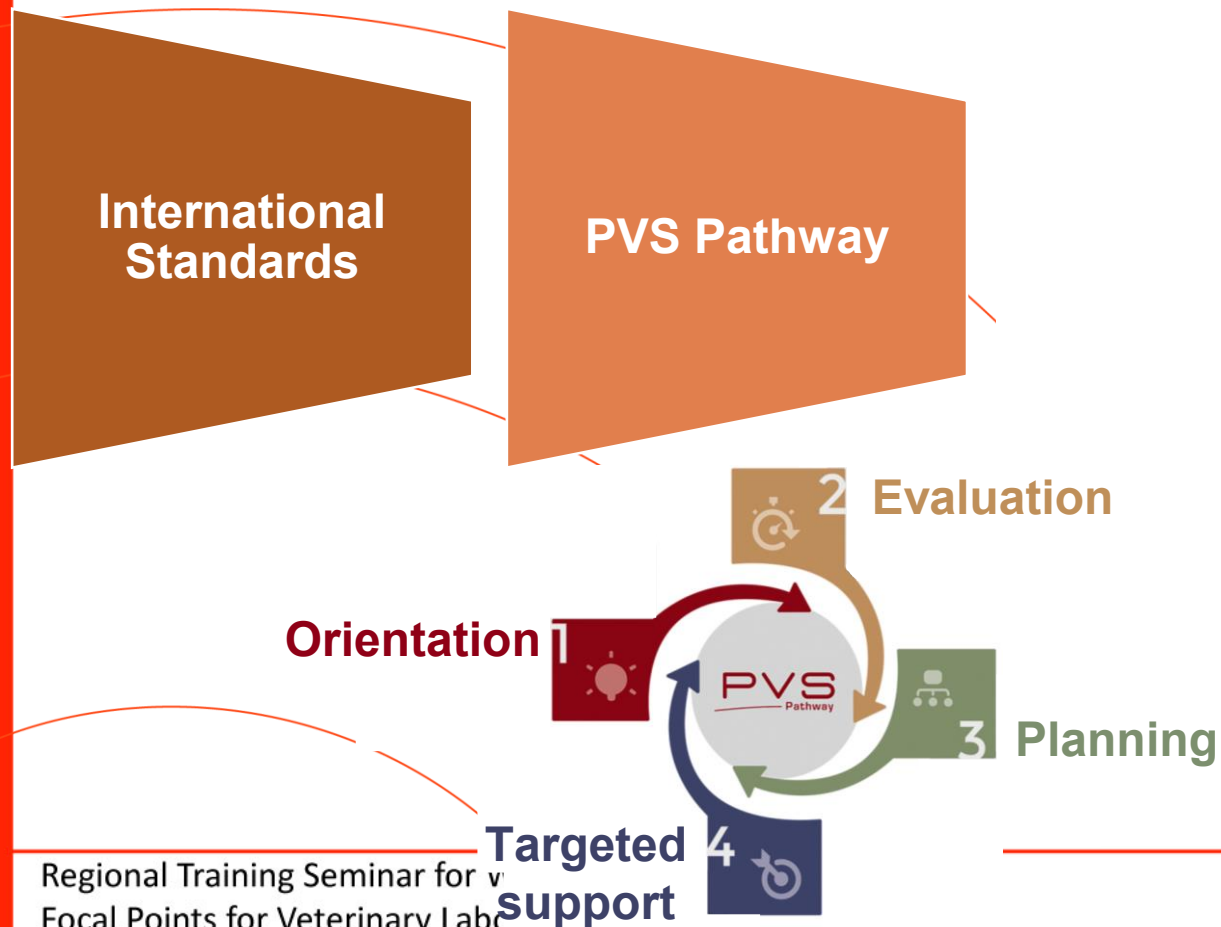 International
Standards
PVS Pathway
2 Evaluation
Orientation 1
PVS
Pathway
3 Planning
Targeted 4
support
Regional Training Seminar for
Focal Points for Veterinary